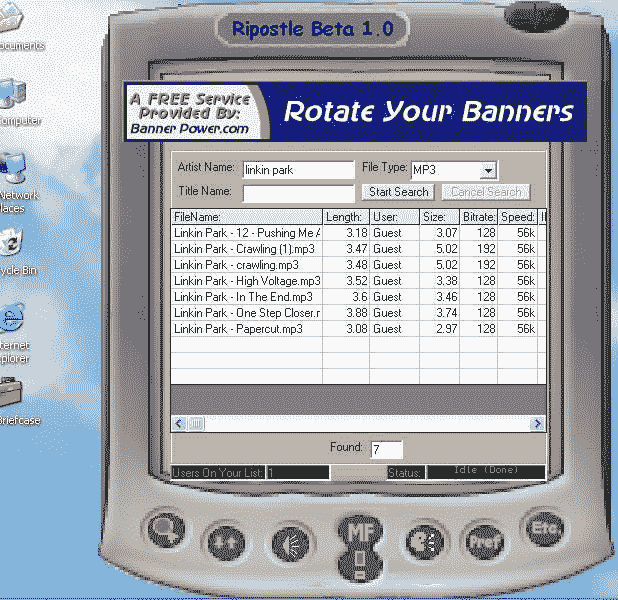 Ripostle Beta 1.0
A FREE Service
Provided By:
BannerPower.com
Rotate Your Banners
Artist Name: linkin park File Type: MP3
Title Name: Start Search Cancel Search
FileName: Length: User: Size: Bitrate: Speed:
Linkin Park - 12 - Pushing Me 3.18 Guest 3.07 128 56k
Linkin Park - Crawling (1).mp3 3.47 Guest 5.02 192 56k
Linkin Park - crawling.mp3 3.48 Guest 5.02 192 56k
Linkin Park - High Voltage.mp3 3.52 Guest 3.38 128 56k
Linkin Park - In The End.mp3 3.6 Guest 3.46 128 56k
Linkin Park - One Step Closer.r 3.88 Guest 3.74 128 56k
Linkin Park - Papercut.mp3 3.08 Guest 2.97 128 56k
Found: 7
Users On Your List: 1 Status: Idle (Done)
MF
Pref
Etc
ocuments
omputer
Network
laces
ycle Bin
ternet
xplorer
Briefcase